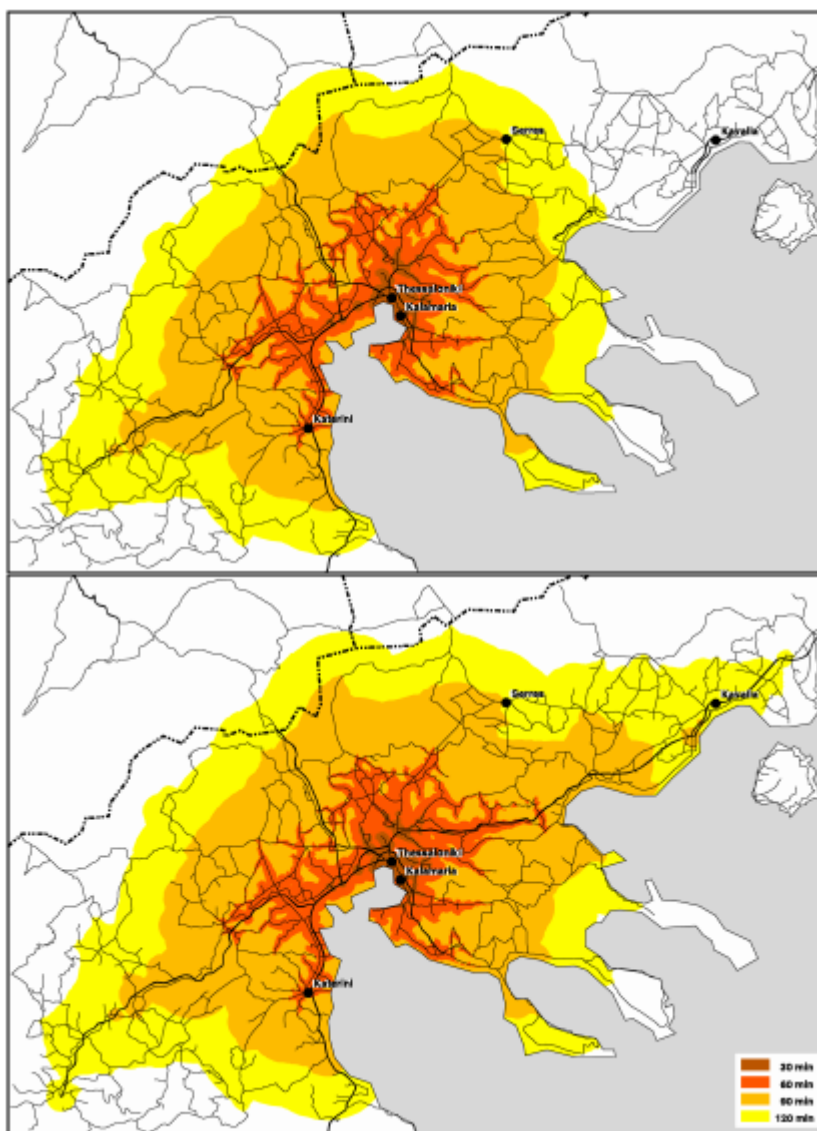 Serres
Kavalla
Thessaloniki
Kalamaria
Katerini
Serres
Kavalla
Thessaloniki
Kalamaria
Katerini
30 min
60 min
90 min
120 min